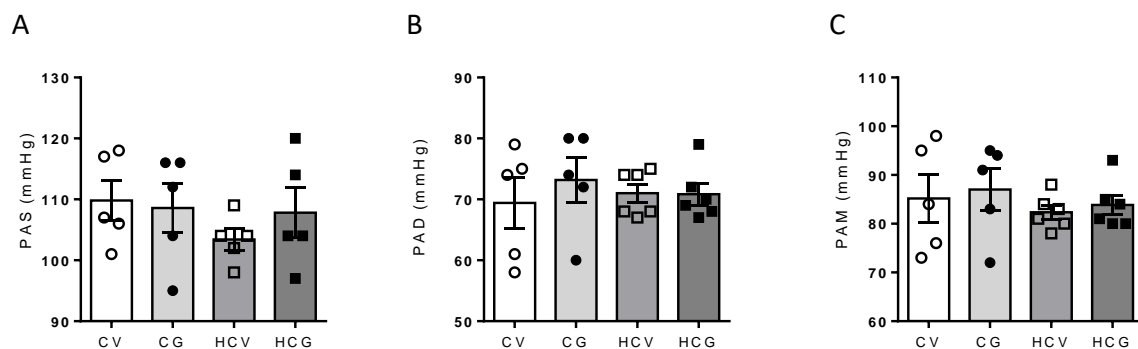 A
PAS (mmHg)
130
120
110
100
90
CV CG HCV HCG
B
PAD (mmHg)
90
80
70
60
50
CV CG HCV HCG
C
PAM (mmHg)
110
100
90
80
70
60
CV CG HCV HCG